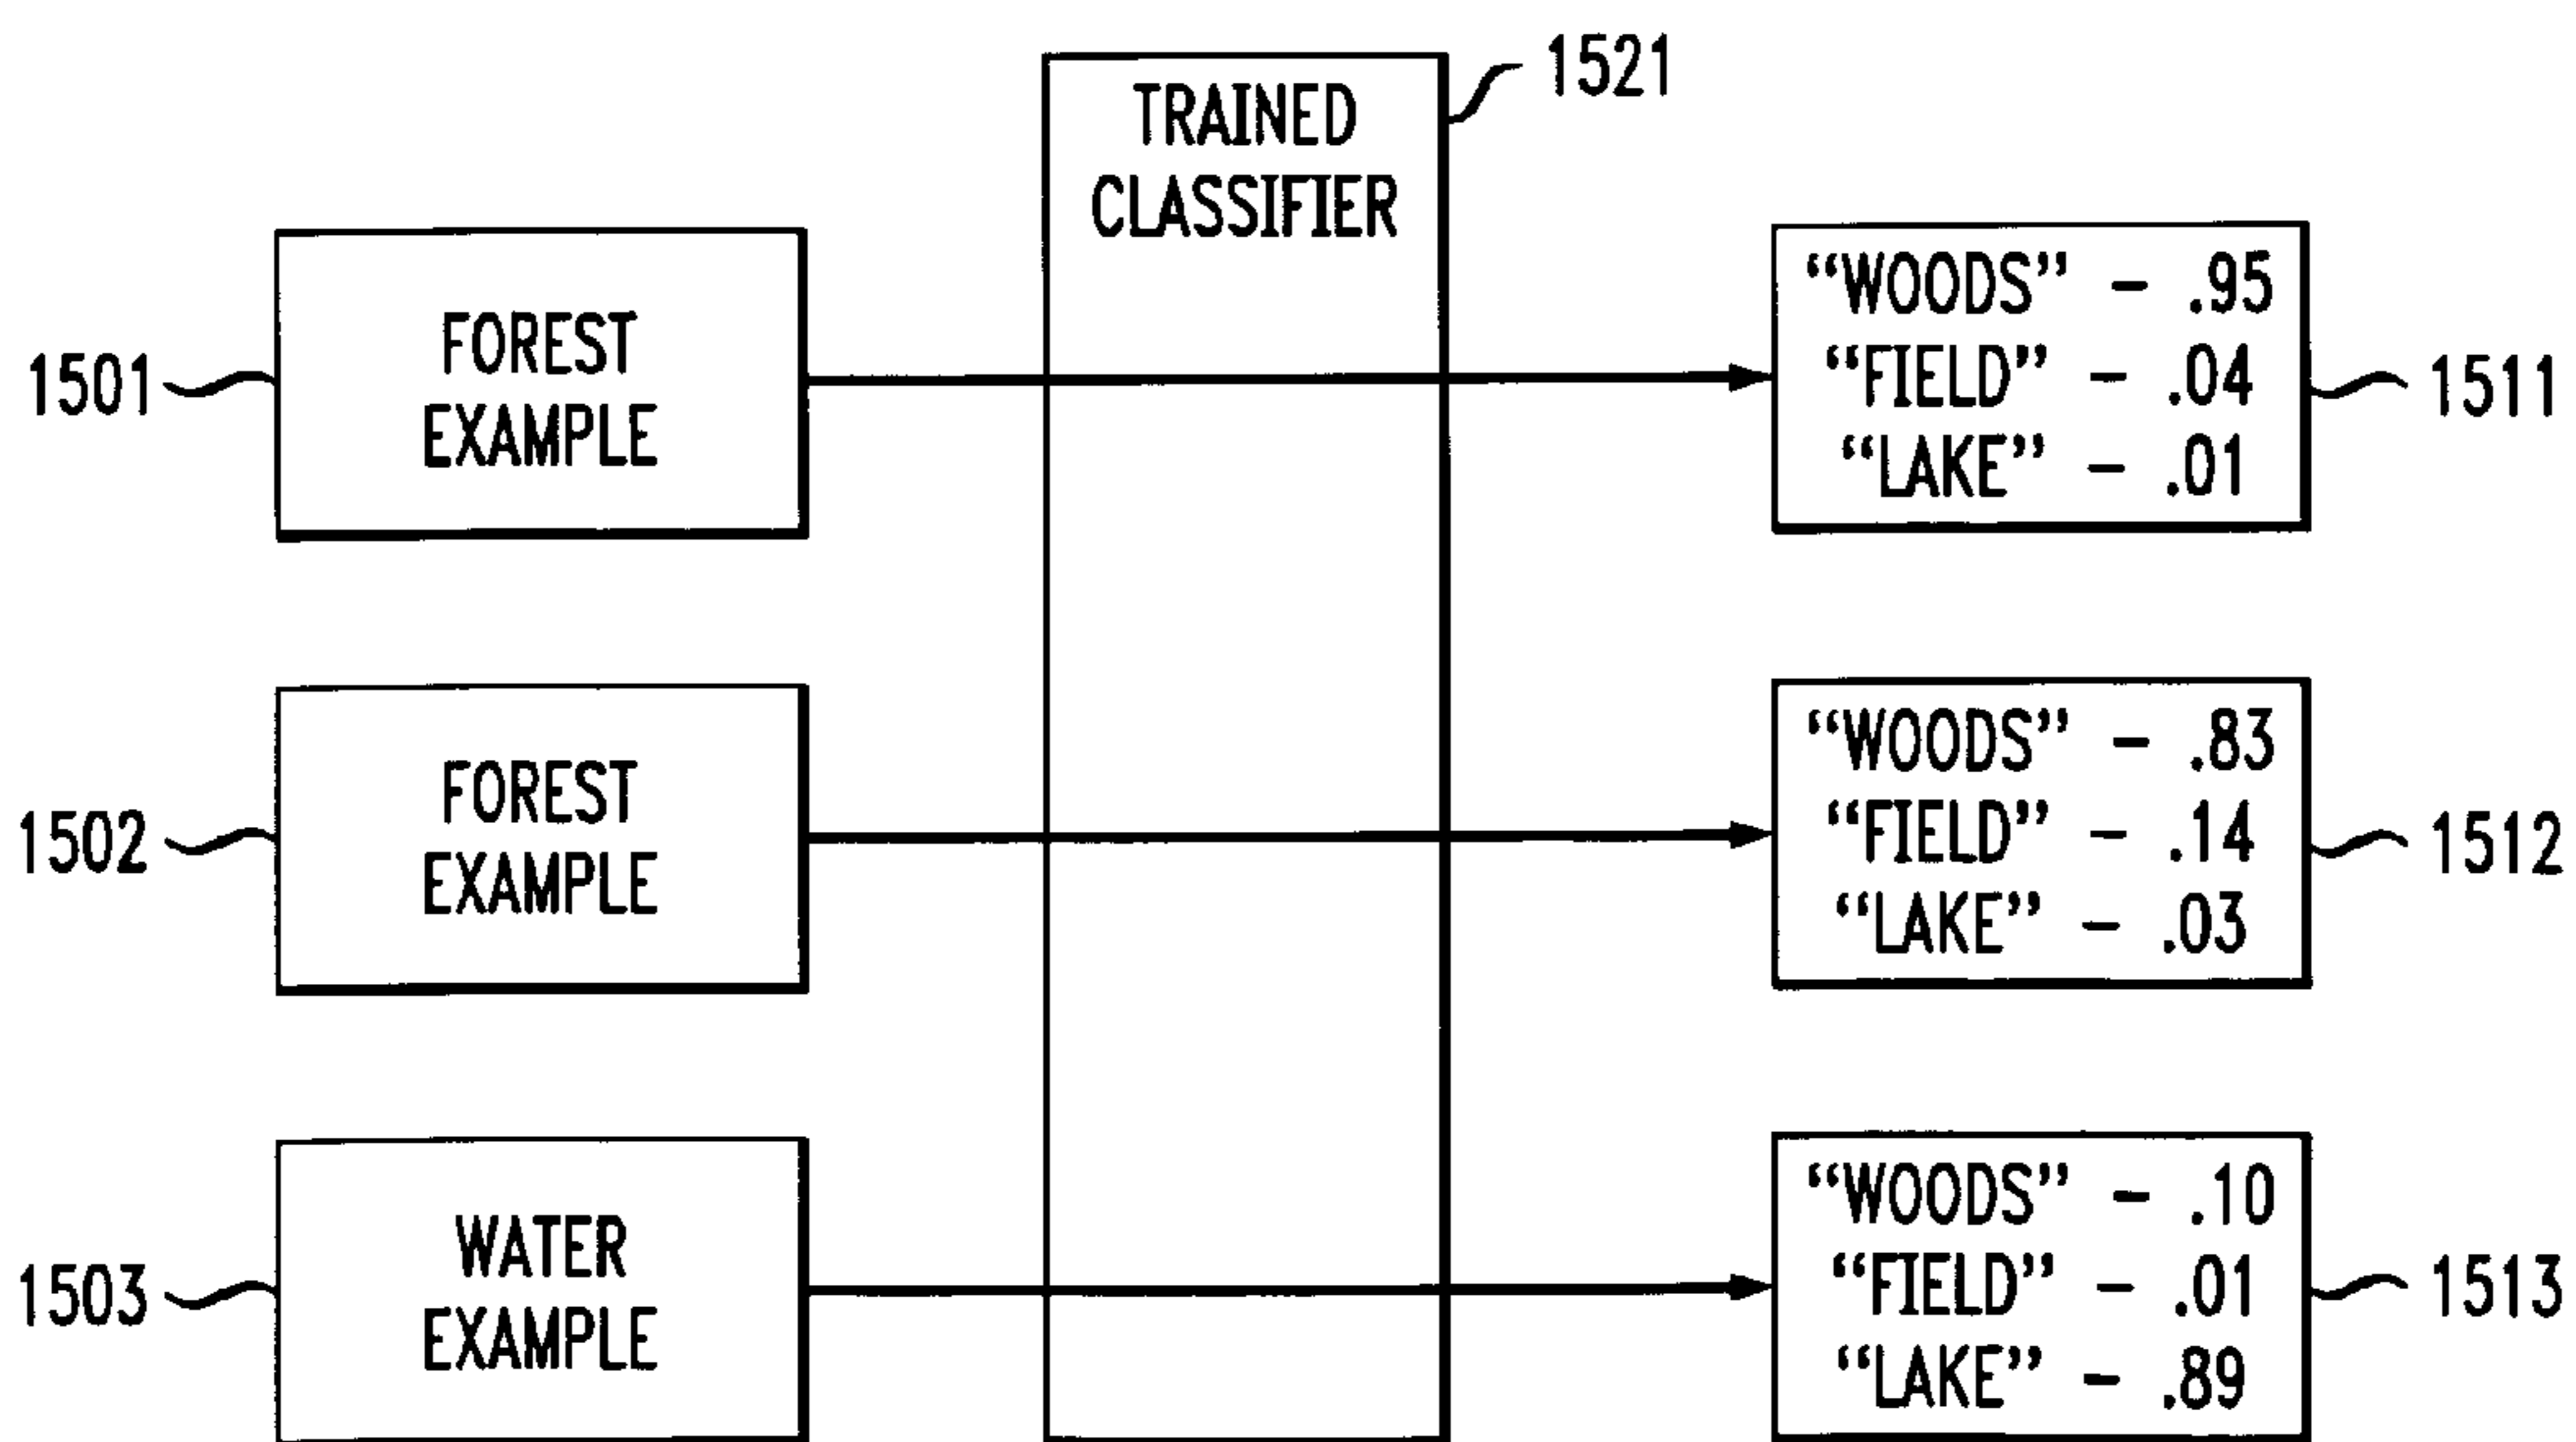 1521
TRAINED
CLASSIFIER
1501
FOREST
EXAMPLE
“WOODS” - .95
“FIELD” - .04
“LAKE” - .01
1511
1502
FOREST
EXAMPLE
“WOODS” - .83
“FIELD” - .14
“LAKE” - .03
1512
1503
WATER
EXAMPLE
“WOODS” - .10
“FIELD” - .01
“LAKE” - .89
1513